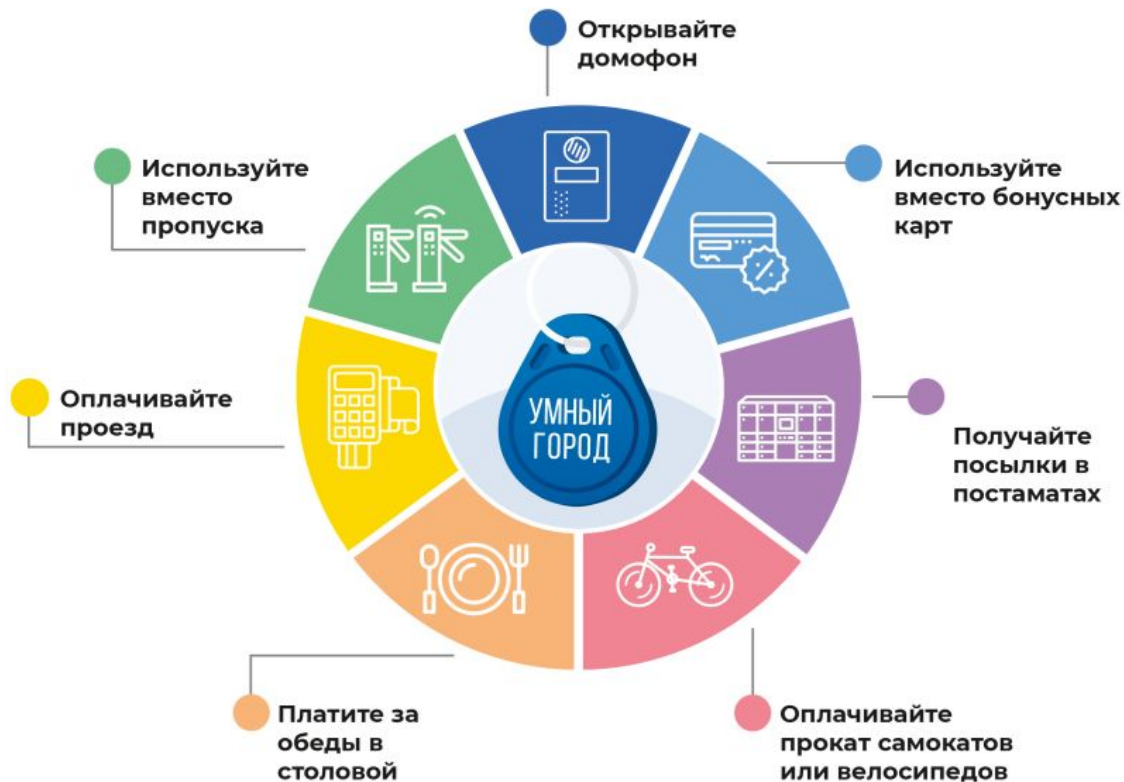 Открывайте
домофон
Используйте
вместо
пропуска
Используйте
вместо бонусных
карт
Оплачивайте
проезд
УМНЫЙ
ГОРОД
Получайте
посылки в
постаматах
Платите за
обеды в
столовой
Оплачивайте
прокат самокатов
или велосипедов